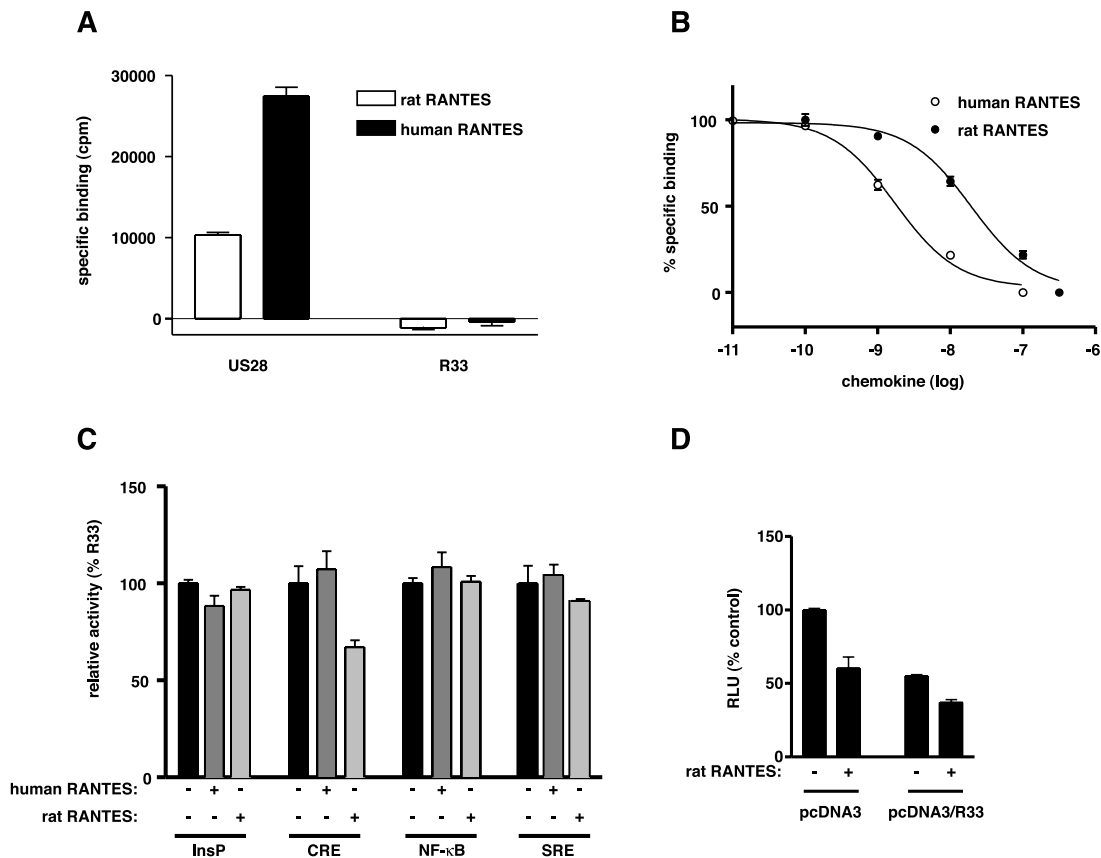 A
specific binding (cpm)
30000
20000
10000
0
rat RANTES
human RANTES
US28
R33
B
% specific binding
100
50
0
human RANTES
rat RANTES
-11
-10
-9
-8
-7
-6
chemokine (log)
C
relative activity (% R33)
150
100
50
0
human RANTES: - + - - + - - + - - + -
rat RANTES: - - + - - + - - + - - +
InsP
CRE
NF-κB
SRE
D
RLU (% control)
150
100
50
0
rat RANTES: - + - +
pcDNA3
pcDNA3/R33